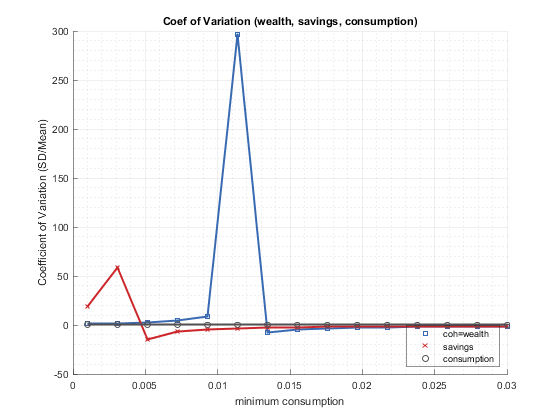 Coef of Variation (wealth, savings, consumption)
300
250
200
150
100
50
0
-50
Coefficient of Variation (SD/Mean)
0
0.005
0.01
0.015
0.02
0.025
0.03
minimum consumption
coh=wealth
savings
consumption